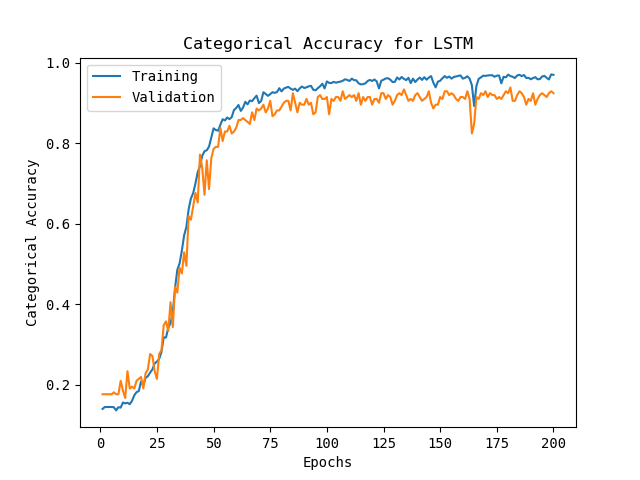 Categorical Accuracy for LSTM
Training
Validation
Categorical Accuracy
1.0
0.8
0.6
0.4
0.2
0 25 50 75 100 125 150 175 200
Epochs